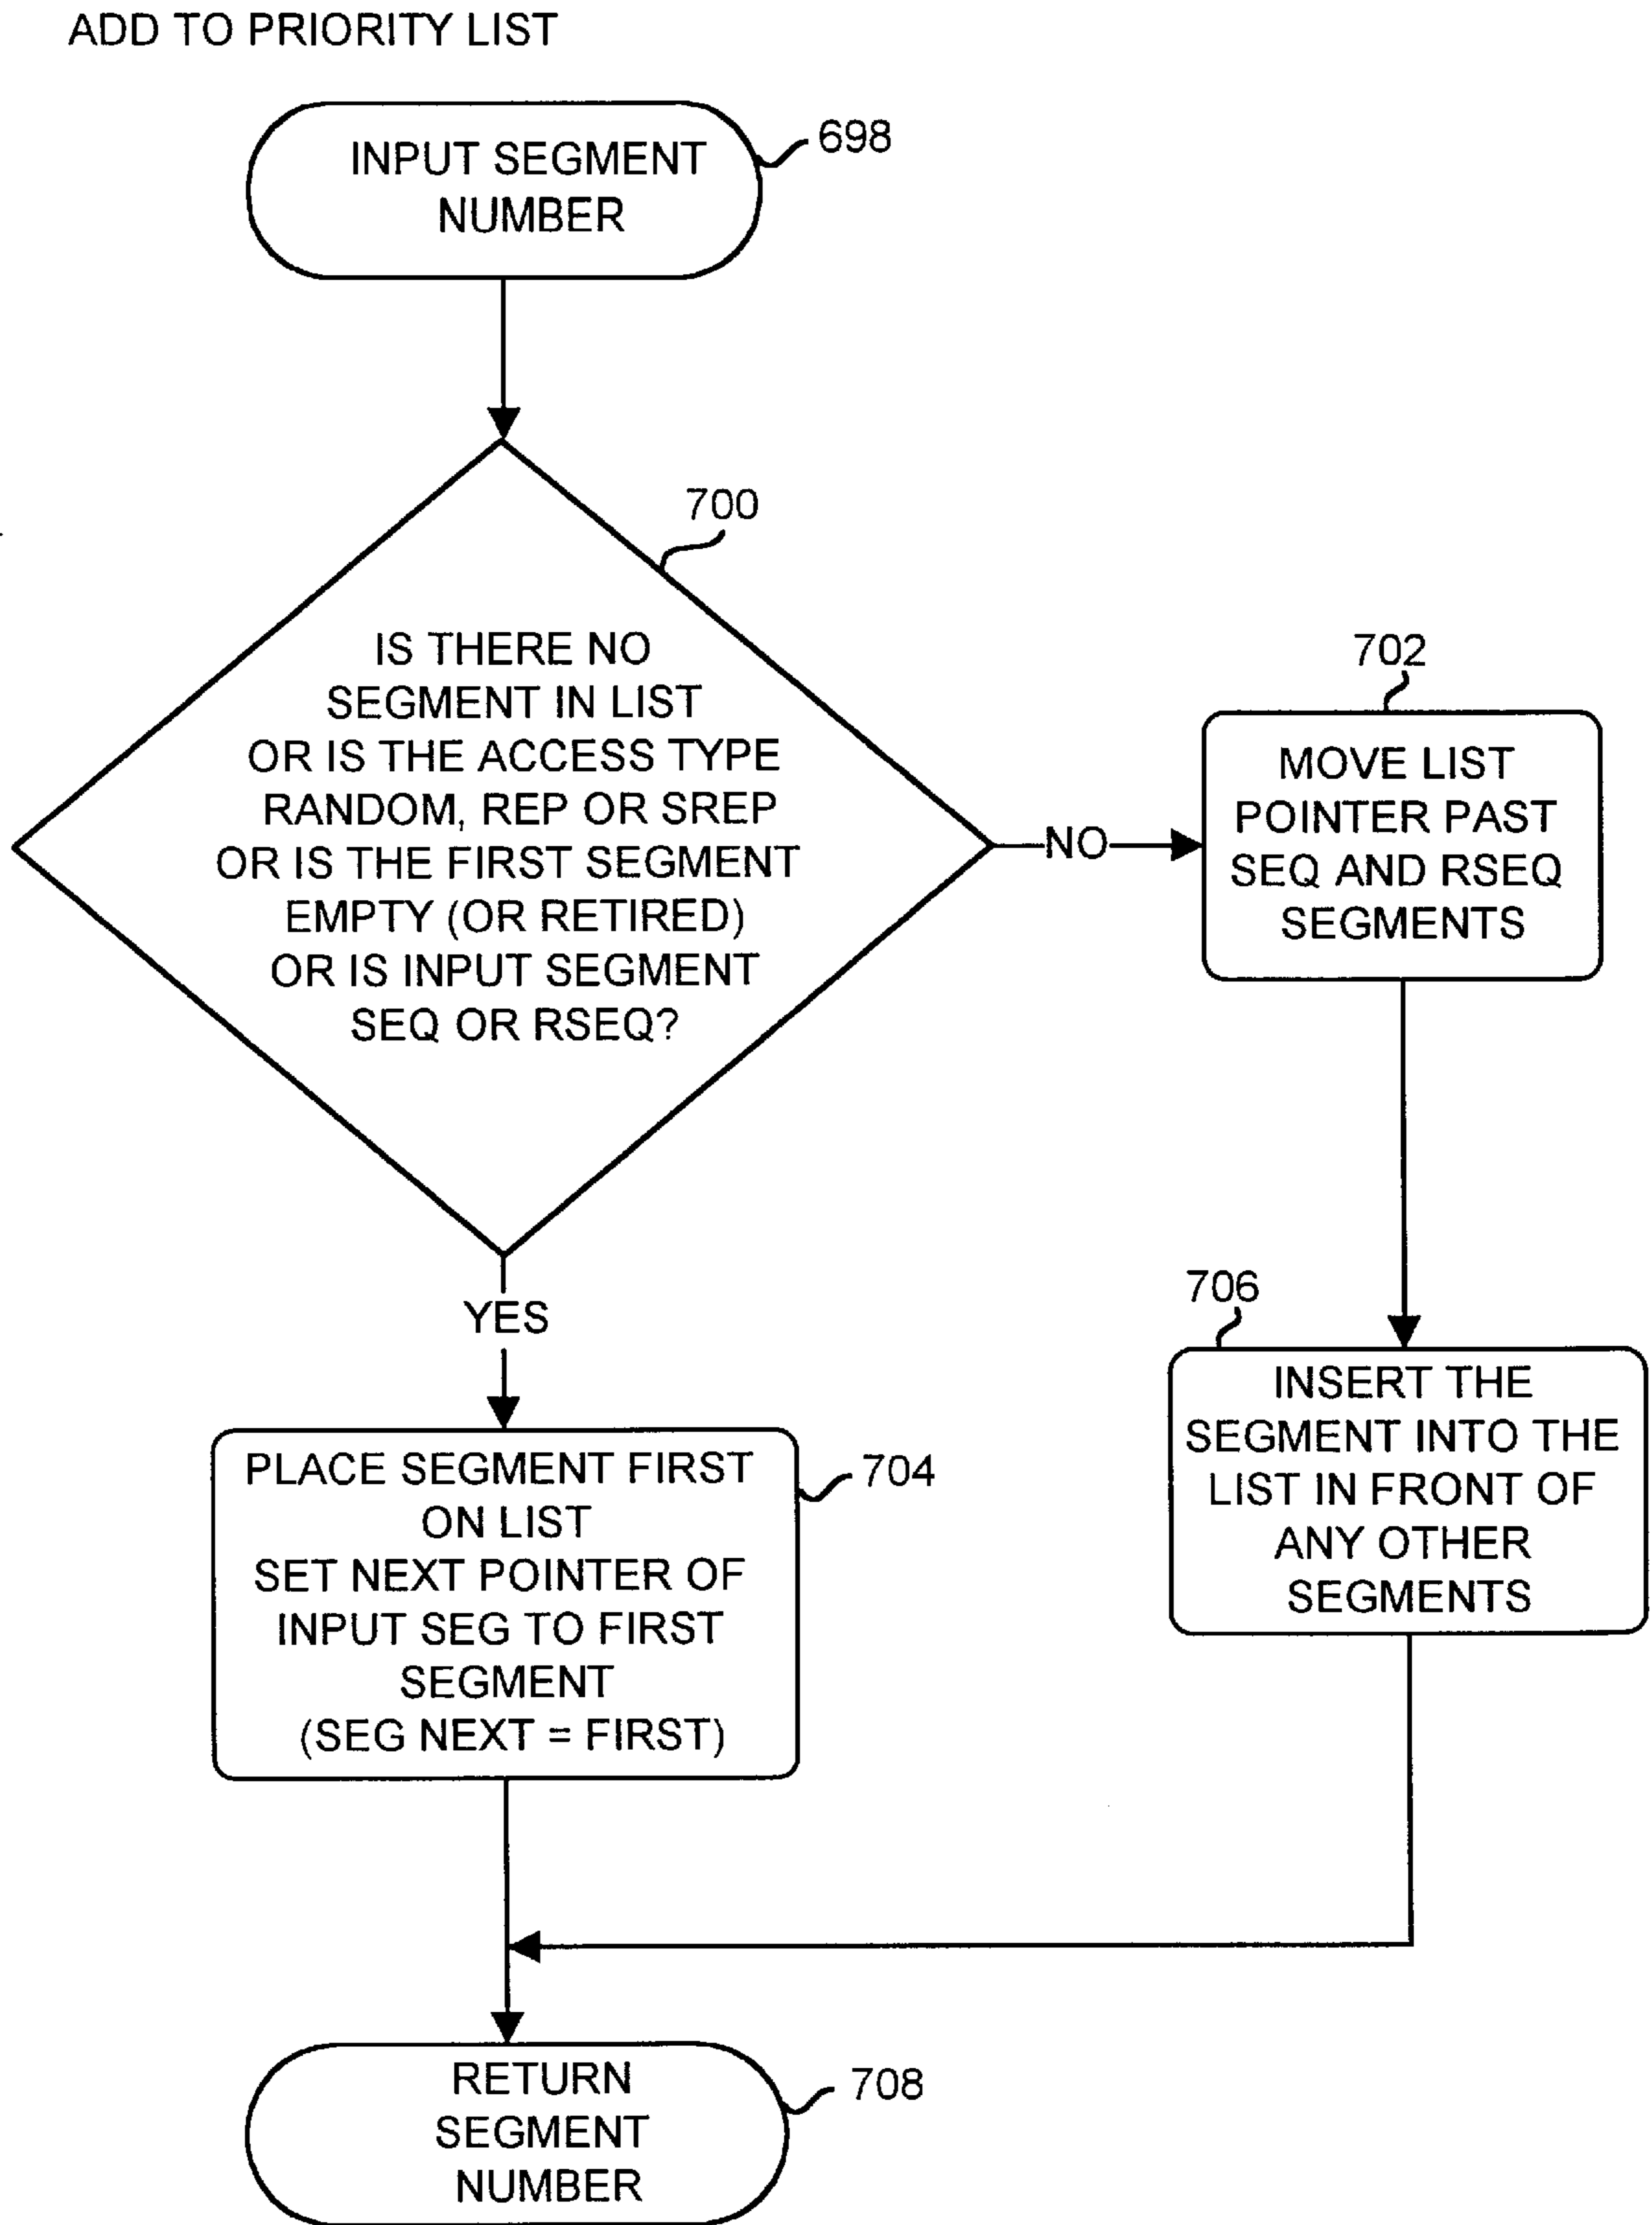 ADD TO PRIORITY LIST
INPUT SEGMENT
NUMBER
698
700
IS THERE NO
SEGMENT IN LIST
OR IS THE ACCESS TYPE
RANDOM, REP OR SREP
OR IS THE FIRST SEGMENT
EMPTY (OR RETIRED)
OR IS INPUT SEGMENT
SEQ OR RSEQ?
NO
702
MOVE LIST
POINTER PAST
SEQ AND RSEQ
SEGMENTS
YES
706
INSERT THE
SEGMENT INTO THE
LIST IN FRONT OF
ANY OTHER
SEGMENTS
PLACE SEGMENT FIRST
ON LIST
SET NEXT POINTER OF
INPUT SEG TO FIRST
SEGMENT
(SEG NEXT = FIRST)
704
RETURN
SEGMENT
NUMBER
708